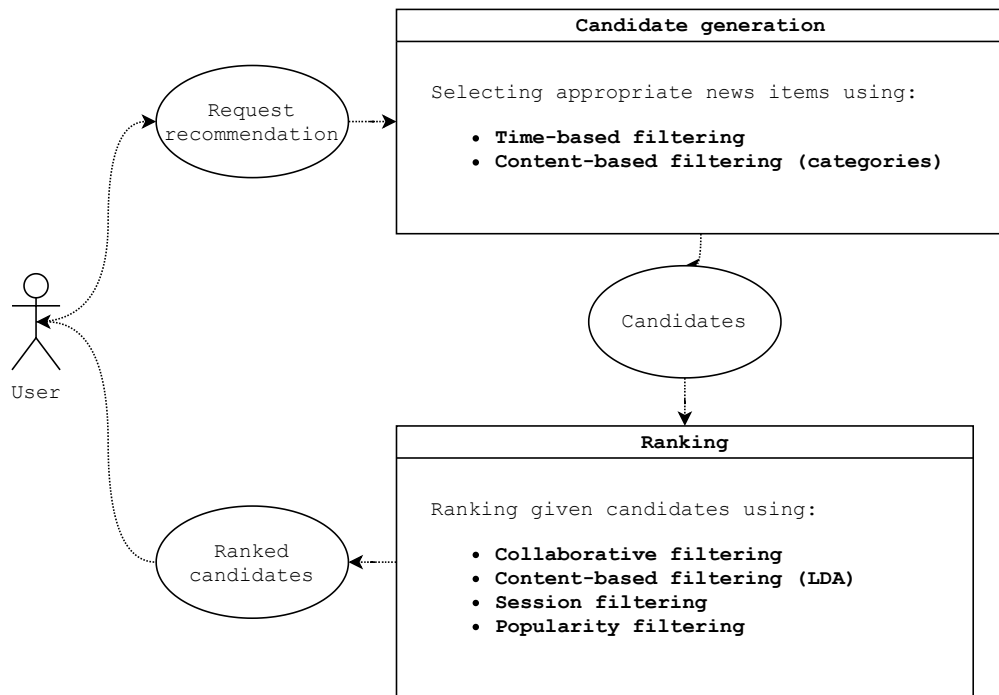 Candidate generation
Selecting appropriate news items using:
• Time-based filtering
• Content-based filtering (categories)
Request
recommendation
Candidates
User
Ranking
Ranking given candidates using:
• Collaborative filtering
• Content-based filtering (LDA)
• Session filtering
• Popularity filtering
Ranked
candidates